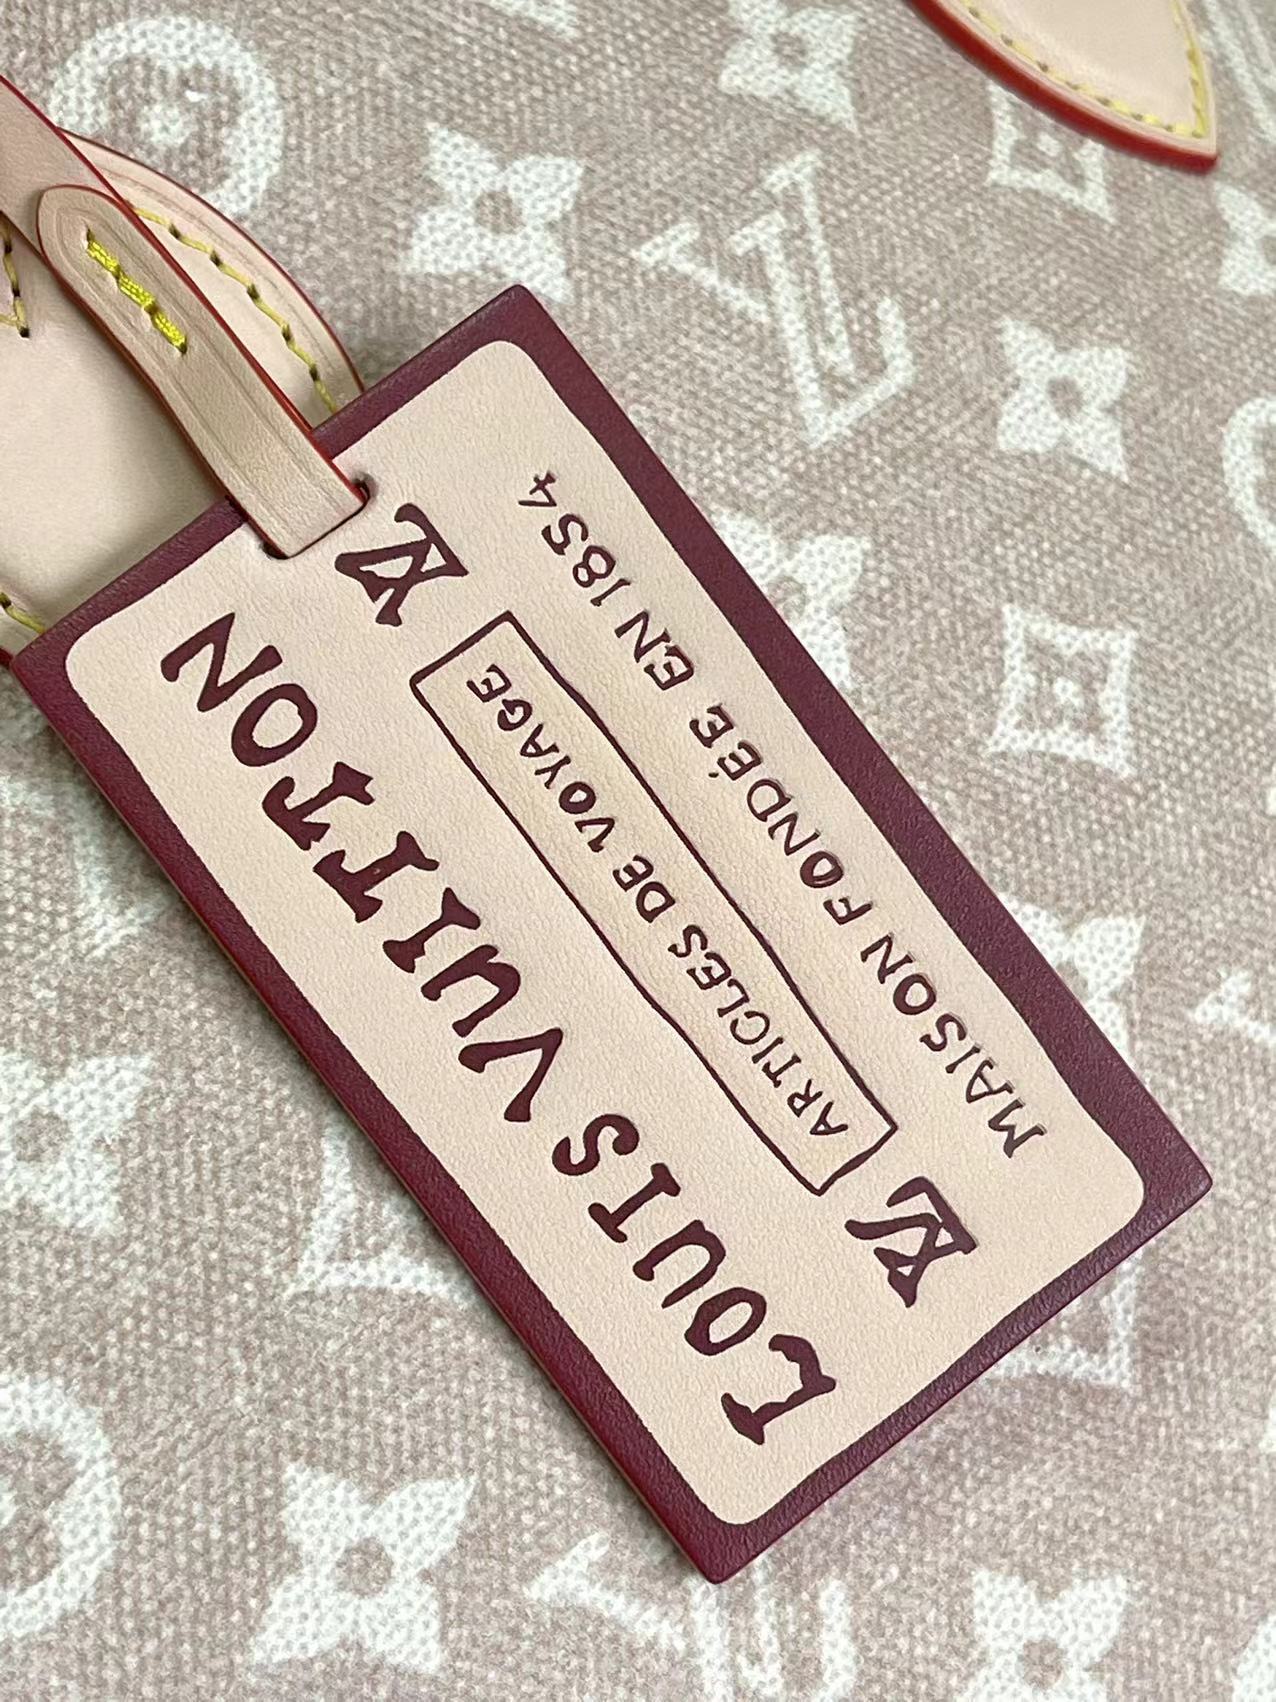 LOUIS VUITTON
LV ARTICLES DE VOYAGE LV
MAISON FONDÉE EN 1854